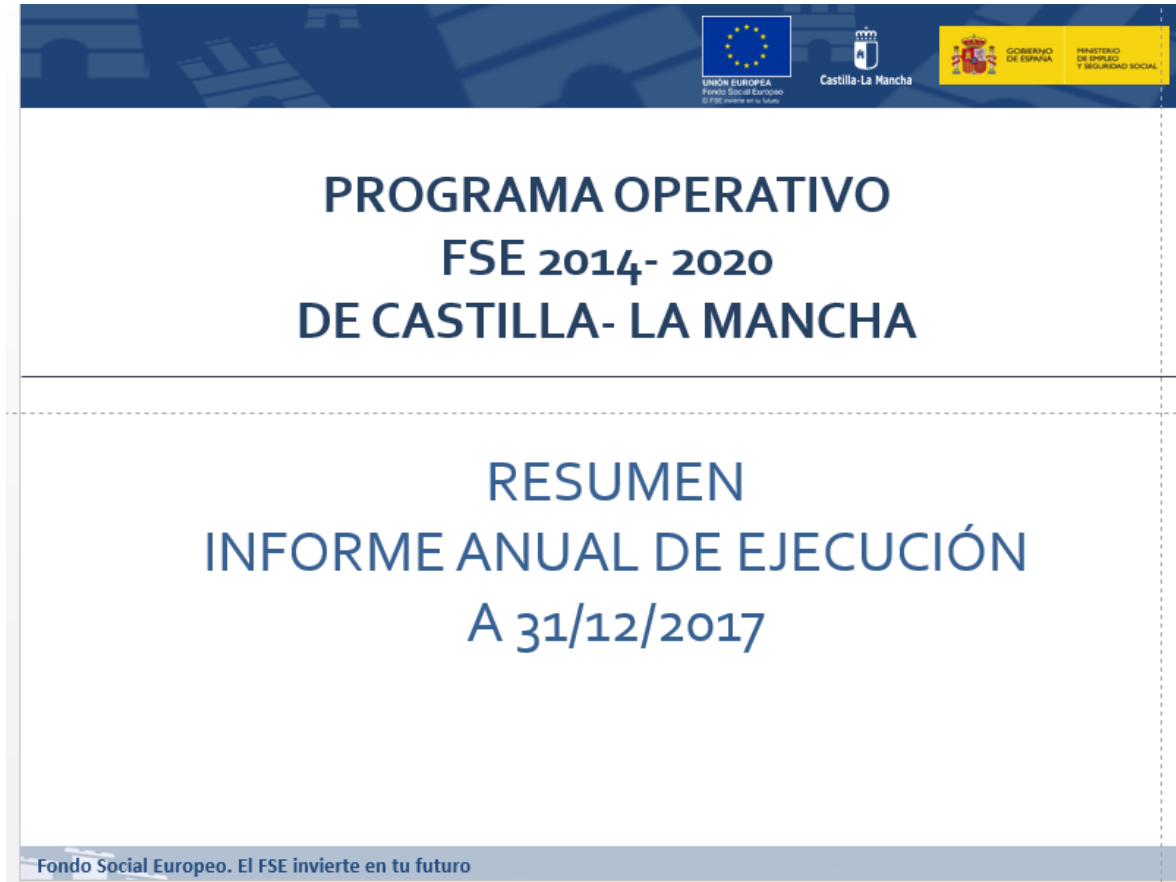 UNIÓN EUROPEA
Fondo Social Europeo
El FSE invierte en tu futuro
Castilla-La Mancha
GOBIERNO
DE ESPAÑA
MINISTERIO
DE EMPLEO
Y SEGURIDAD SOCIAL
PROGRAMA OPERATIVO
FSE 2014- 2020
DE CASTILLA- LA MANCHA
RESUMEN
INFORME ANUAL DE EJECUCIÓN
A 31/12/2017
Fondo Social Europeo. El FSE invierte en tu futuro